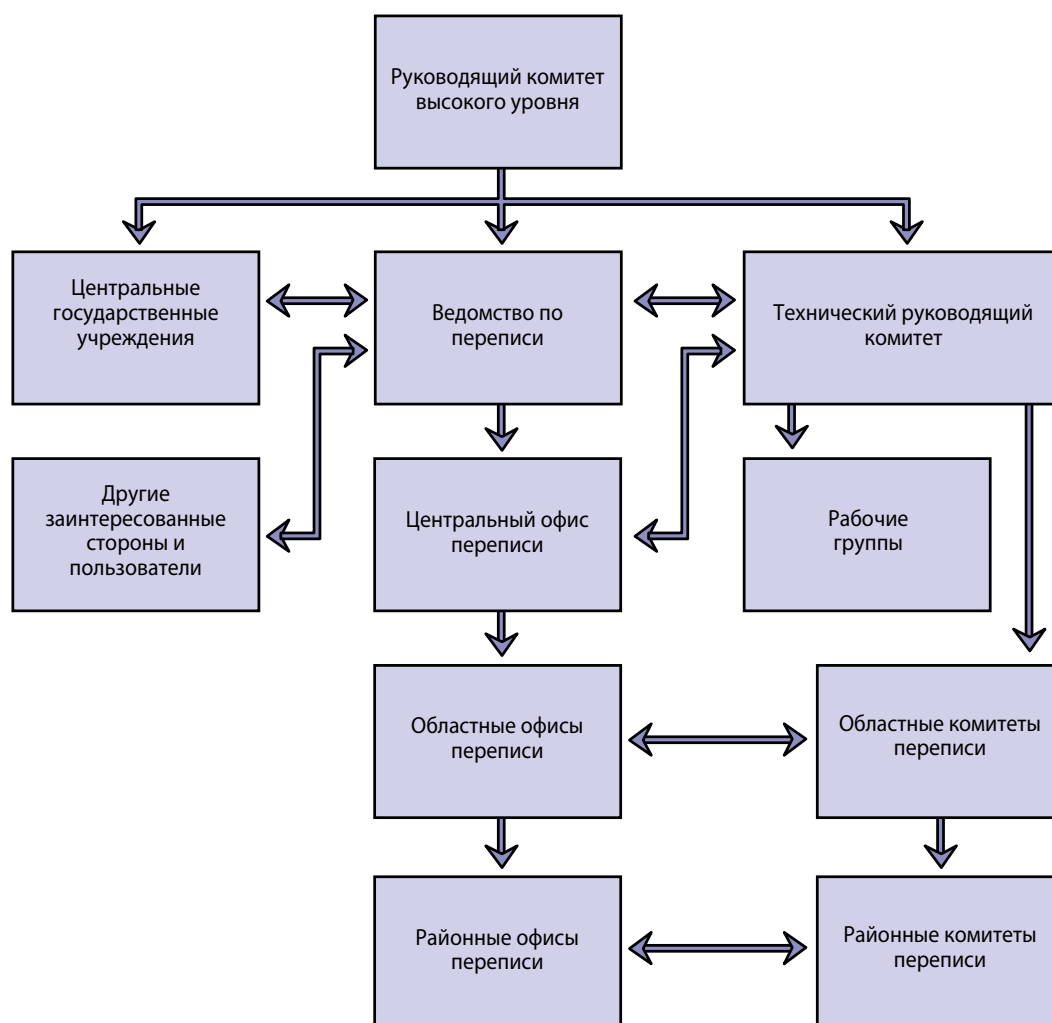 Руководящий комитет
высокого уровня
Центральные
государственные
учреждения
Ведомство по
переписи
Технический руководящий
комитет
Другие
заинтересованные
стороны и
пользователи
Центральный офис
переписи
Рабочие
группы
Областные офисы
переписи
Областные комитеты
переписи
Районные офисы
переписи
Районные комитеты
переписи